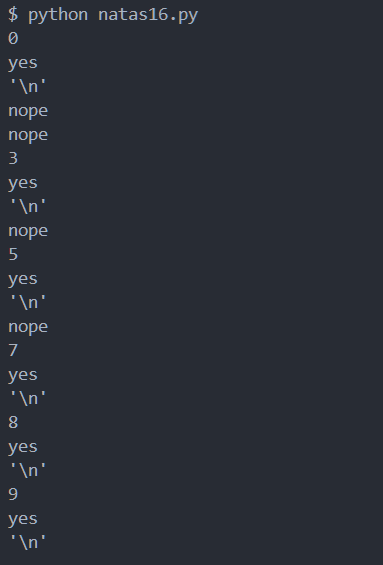 $ python natas16.py
0
yes
'\n'
nope
nope
3
yes
'\n'
nope
5
yes
'\n'
nope
7
yes
'\n'
8
yes
'\n'
9
yes
'\n'